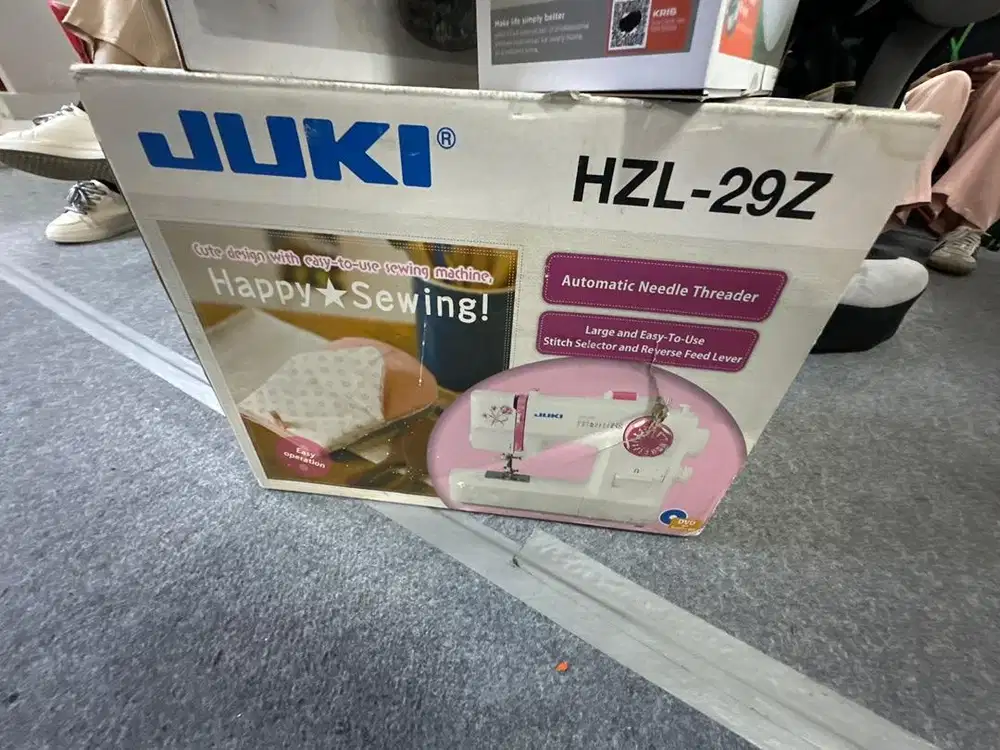 Make life simply better
KRIS
JUKI®
HZL-29Z
Cute design with easy-to-use sewing machine,
Happy★Sewing!
Automatic Needle Threader
Large and Easy-To-Use
Stitch Selector and Reverse Feed Lever
JUKI
Easy
operation
DVD